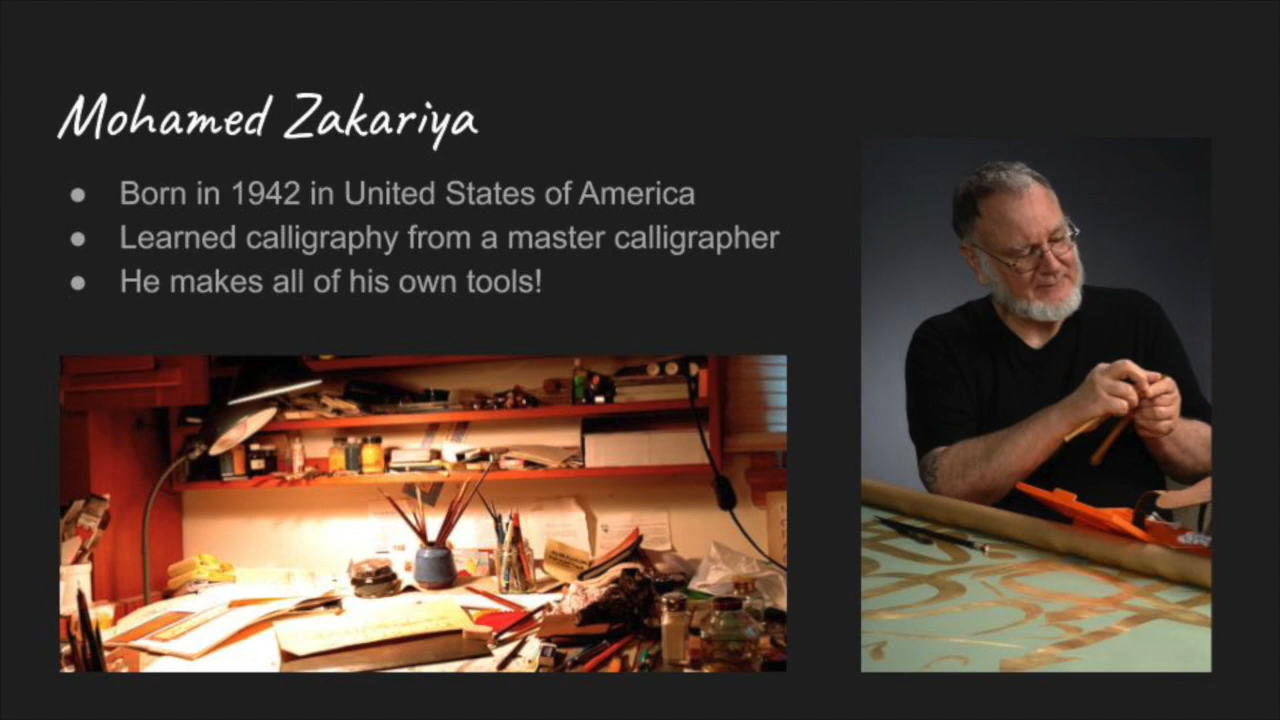 Mohamed Zakariya
● Born in 1942 in United States of America
● Learned calligraphy from a master calligrapher
● He makes all of his own tools!